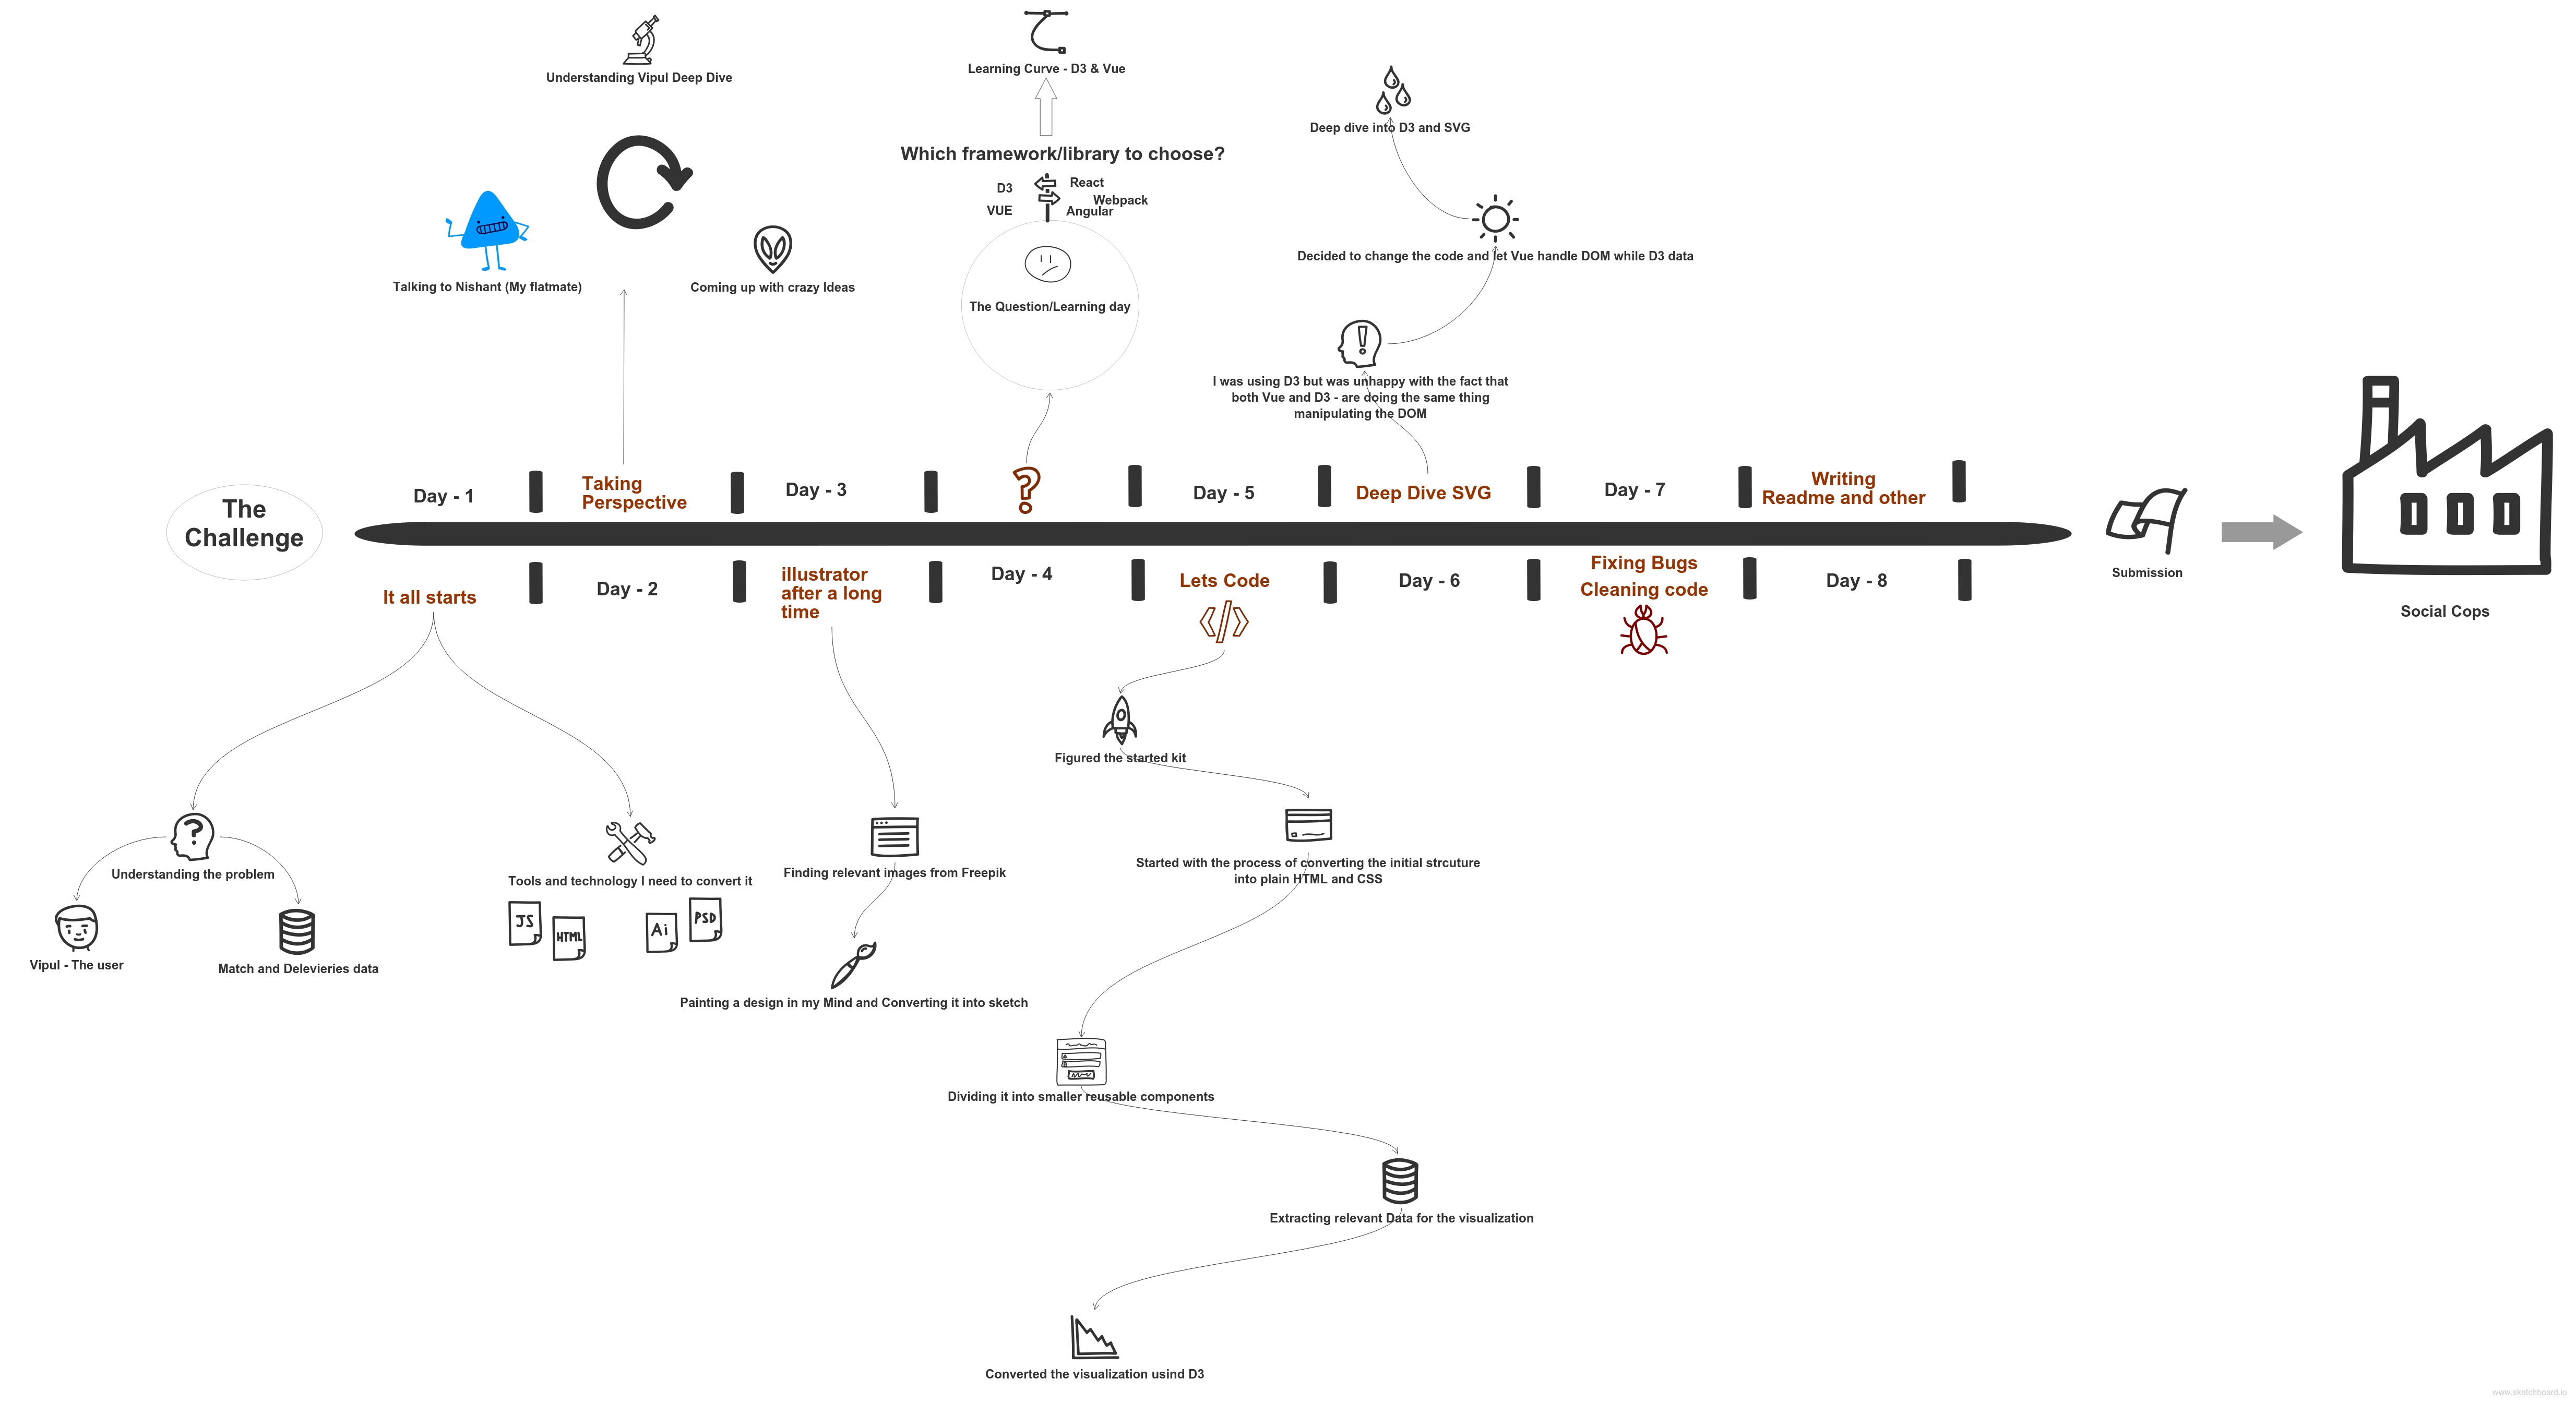 Understanding Vipul Deep Dive
Talking to Nishant (My flatmate)
Coming up with crazy Ideas
Learning Curve - D3 & Vue
Which framework/library to choose?
D3
React
Webpack
VUE
Angular
The Question/Learning day
Deep dive into D3 and SVG
Decided to change the code and let Vue handle DOM while D3 data
I was using D3 but was unhappy with the fact that
both Vue and D3 - are doing the same thing
manipulating the DOM
The
Challenge
Day - 1
Taking
Perspective
Day - 3
?
Day - 5
Deep Dive SVG
Day - 7
Writing
Readme and other
It all starts
Day - 2
illustrator
after a long
time
Day - 4
Lets Code
</>
Day - 6
Fixing Bugs
Cleaning code
Day - 8
Submission
Social Cops
Understanding the problem
Vipul - The user
Match and Delevieries data
Tools and technology I need to convert it
JS
HTML
Ai
PSD
Finding relevant images from Freepik
Painting a design in my Mind and Converting it into sketch
Figured the started kit
Started with the process of converting the initial strcuture
into plain HTML and CSS
Dividing it into smaller reusable components
Extracting relevant Data for the visualization
Converted the visualization usind D3
www.sketchboard.io